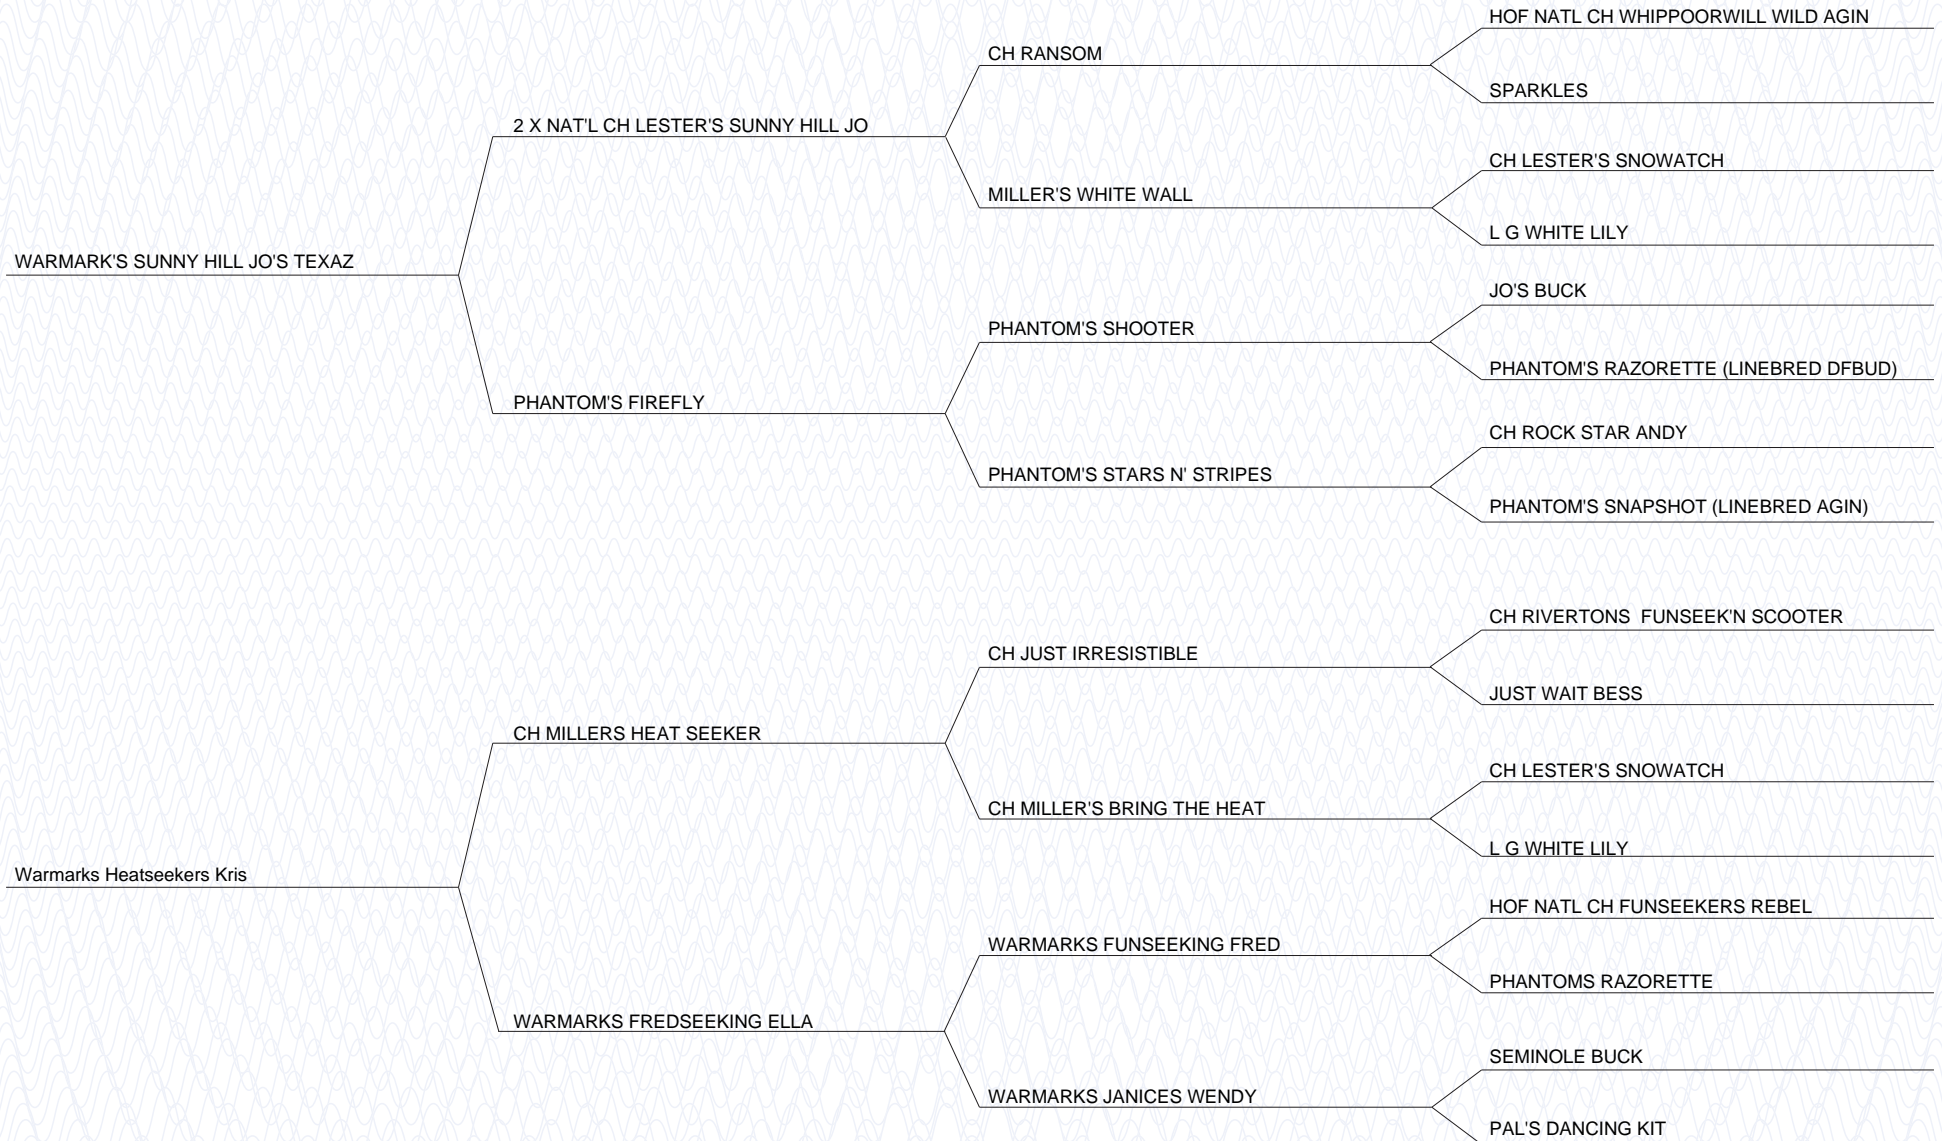 HOF NATL CH WHIPPOORWILL WILD AGIN
CH RANSOM
SPARKLES
2 X NAT'L CH LESTER'S SUNNY HILL JO
CH LESTER'S SNOWATCH
MILLER'S WHITE WALL
L G WHITE LILY
WARMARK'S SUNNY HILL JO'S TEXAZ
JO'S BUCK
PHANTOM'S SHOOTER
PHANTOM'S RAZORETTE (LINEBRED DFBUD)
PHANTOM'S FIREFLY
CH ROCK STAR ANDY
PHANTOM'S STARS N' STRIPES
PHANTOM'S SNAPSHOT (LINEBRED AGIN)
CH RIVERTONS  FUNSEEK'N SCOOTER
CH JUST IRRESISTIBLE
JUST WAIT BESS
CH MILLERS HEAT SEEKER
CH LESTER'S SNOWATCH
CH MILLER'S BRING THE HEAT
L G WHITE LILY
Warmarks Heatseekers Kris
HOF NATL CH FUNSEEKERS REBEL
WARMARKS FUNSEEKING FRED
PHANTOMS RAZORETTE
WARMARKS FREDSEEKING ELLA
SEMINOLE BUCK
WARMARKS JANICES WENDY
PAL'S DANCING KIT